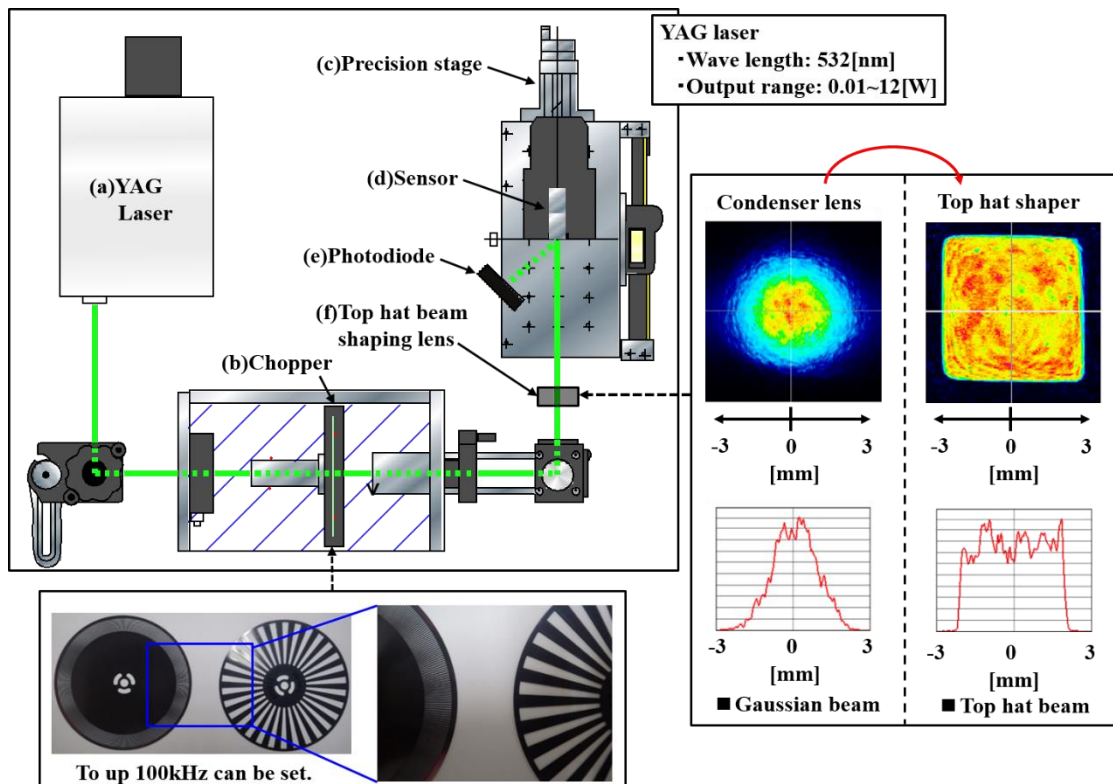 YAG laser
▪Wave length: 532[nm]
▪Output range: 0.01~12[W]
(c)Precision stage
(a)YAG
Laser
(d)Sensor
(e)Photodiode
(f)Top hat beam
shaping lens
(b)Chopper
To up 100kHz can be set.
Condenser lens
Top hat shaper
-3 0 3
[mm]
-3 0 3
[mm]
-3 0 3
[mm]
■ Gaussian beam
-3 0 3
[mm]
■ Top hat beam